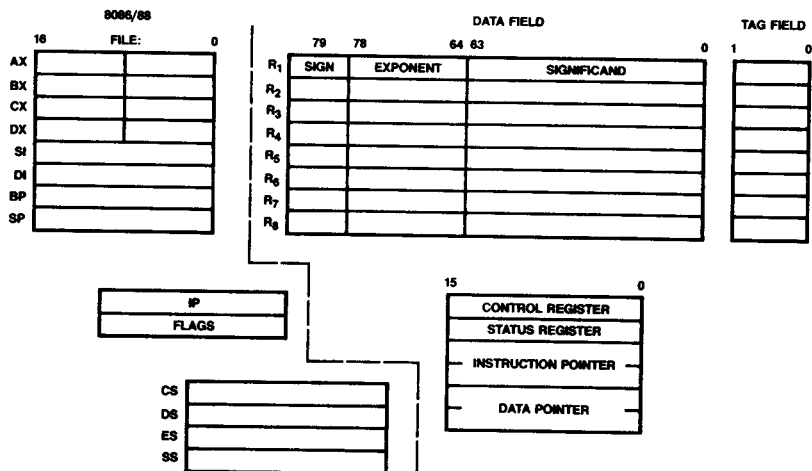 8086/88
FILE:
16 0
AX
BX
CX
DX
SI
DI
BP
SP
DATA FIELD
79 78 64 63 0
R1 SIGN EXPONENT SIGNIFICAND
R2
R3
R4
R5
R6
R7
R8
TAG FIELD
1 0
IP
FLAGS
CS
DS
ES
SS
15 0
CONTROL REGISTER
STATUS REGISTER
INSTRUCTION POINTER
DATA POINTER